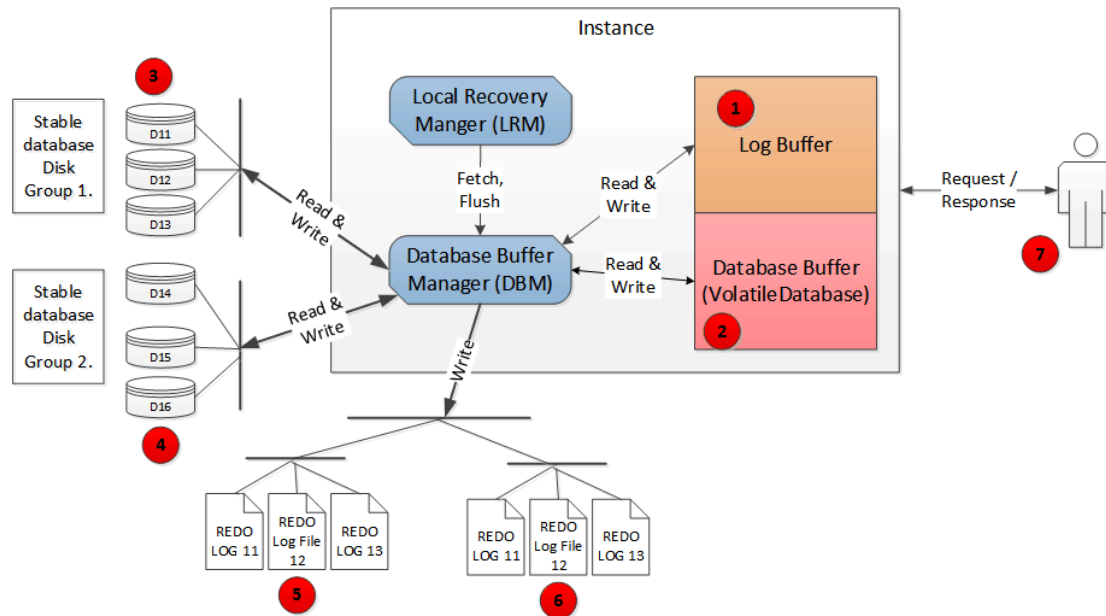 Instance
3
Stable
database
Disk
Group 1.
D11
D12
D13
Local Recovery
Manger (LRM)
1
Log Buffer
Fetch,
Flush
Read &
Write
Read &
Write
Request /
Response
7
Database Buffer
Manager (DBM)
Read &
Write
Database Buffer
(Volatile Database)
2
Stable
database
Disk
Group 2.
D14
D15
D16
4
Read &
Write
Write
REDO
LOG 11
REDO
Log File
12
REDO
LOG 13
5
REDO
LOG 11
REDO
Log File
12
REDO
LOG 13
6